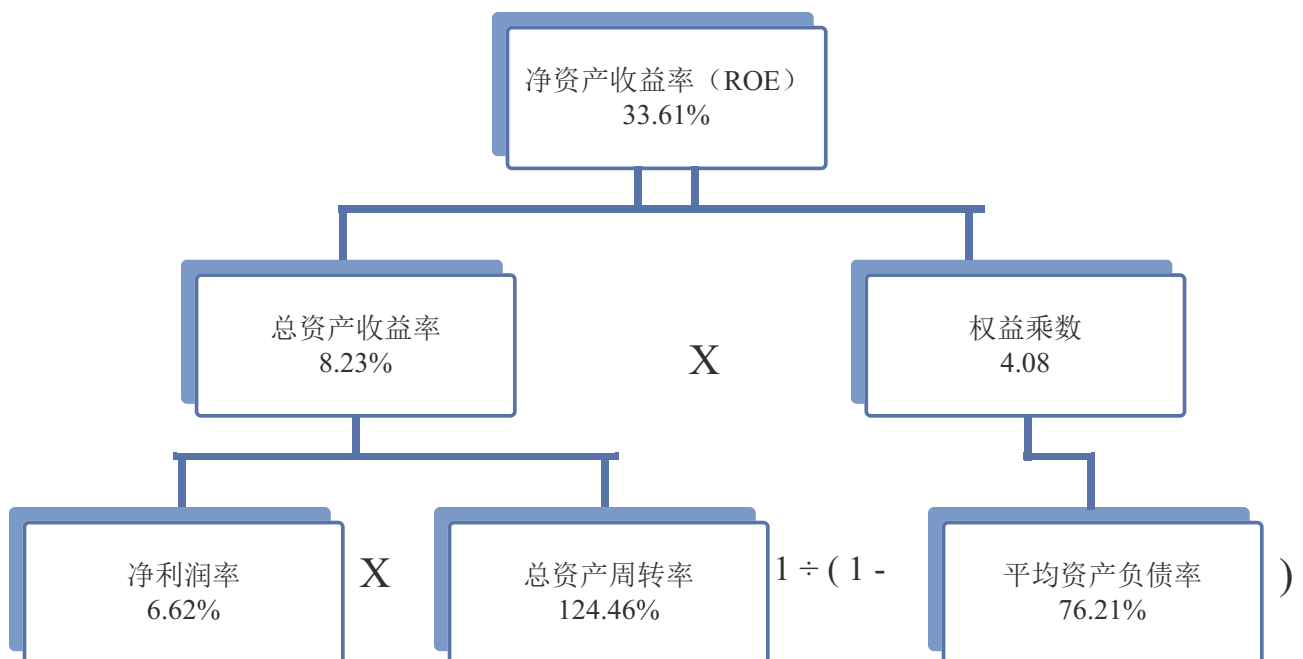 净资产收益率（ROE）
33.61%
总资产收益率
8.23%
X
权益乘数
4.08
净利润率
6.62%
X
总资产周转率
124.46%
1 ÷ ( 1 -
平均资产负债率
76.21%
)